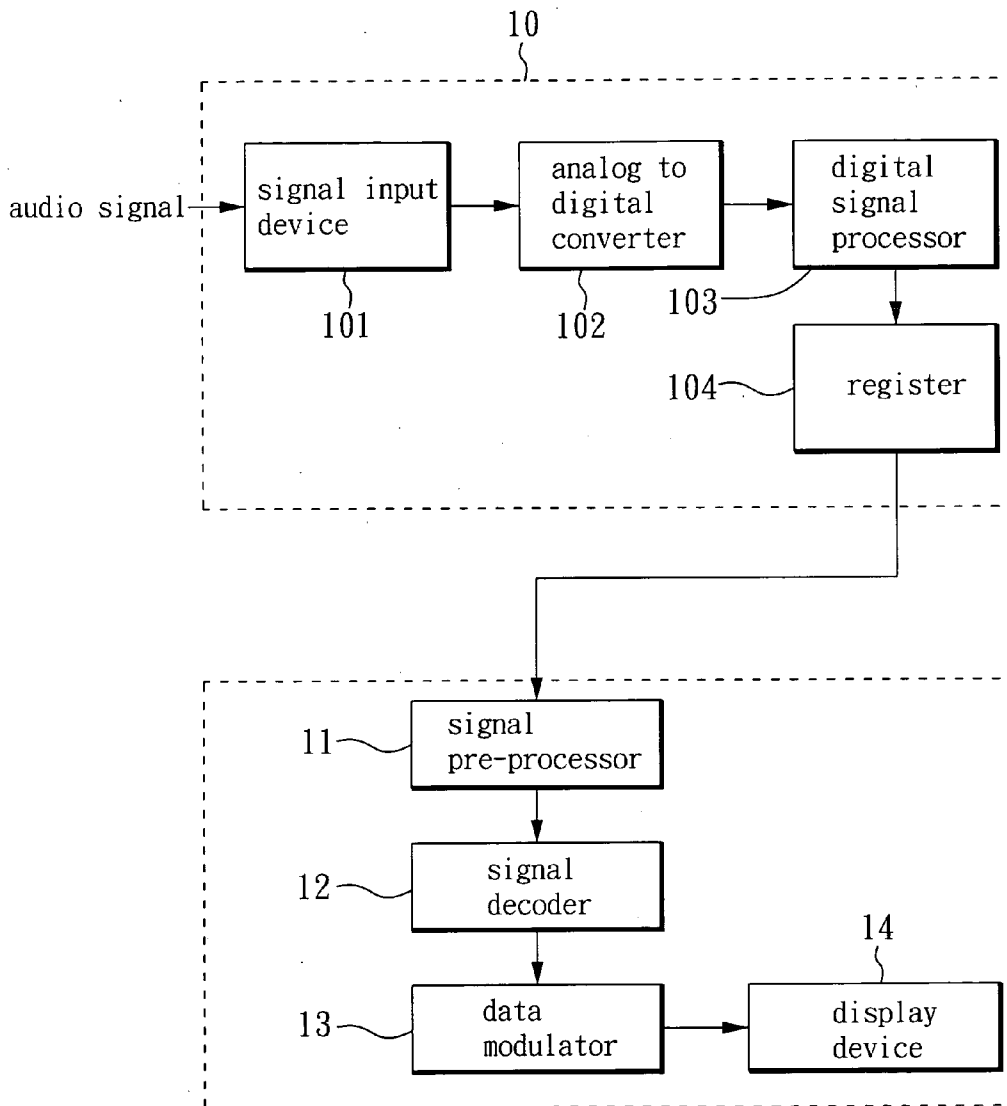 10
audio signal
signal input
device
101
analog to
digital
converter
102
digital
signal
processor
103
104
register
11
signal
pre-processor
12
signal
decoder
13
data
modulator
14
display
device